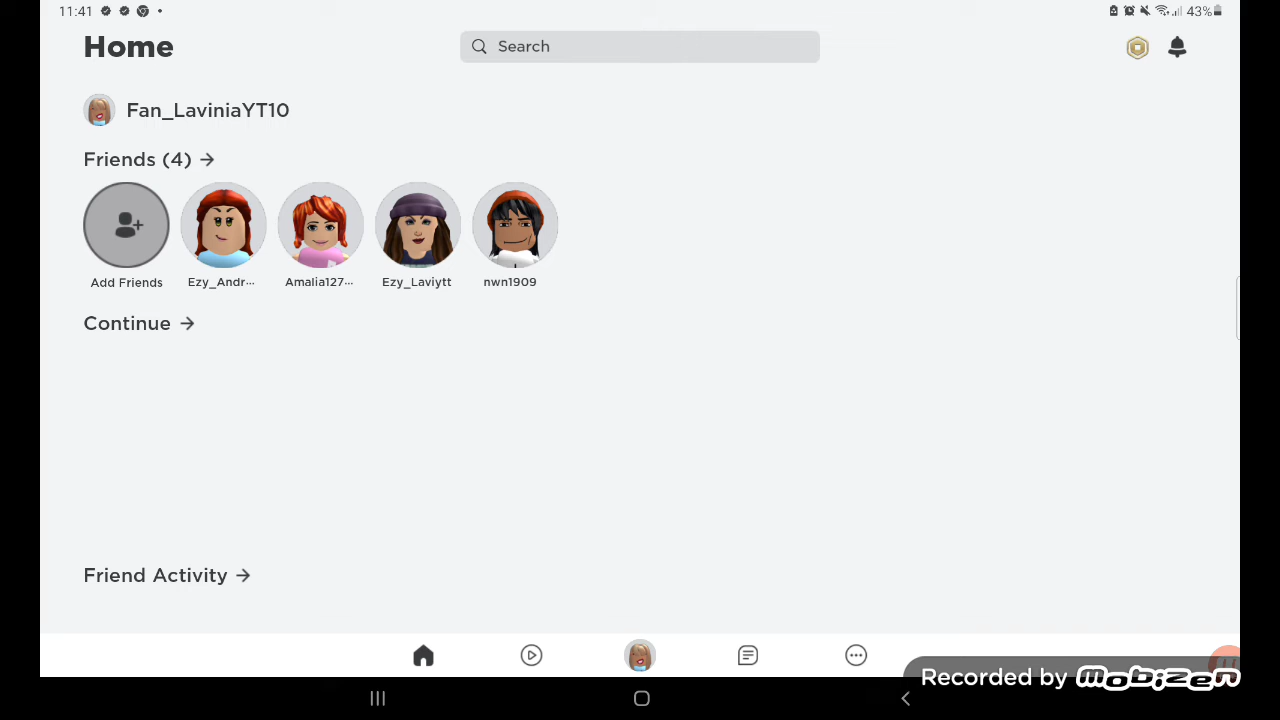 11:41
43%
Home
Search
Fan_LaviniaYT10
Friends (4)
Add Friends
Ezy_Andr...
Amalia127...
Ezy_Laviytt
nwn1909
Continue
Friend Activity
Recorded by mobizen